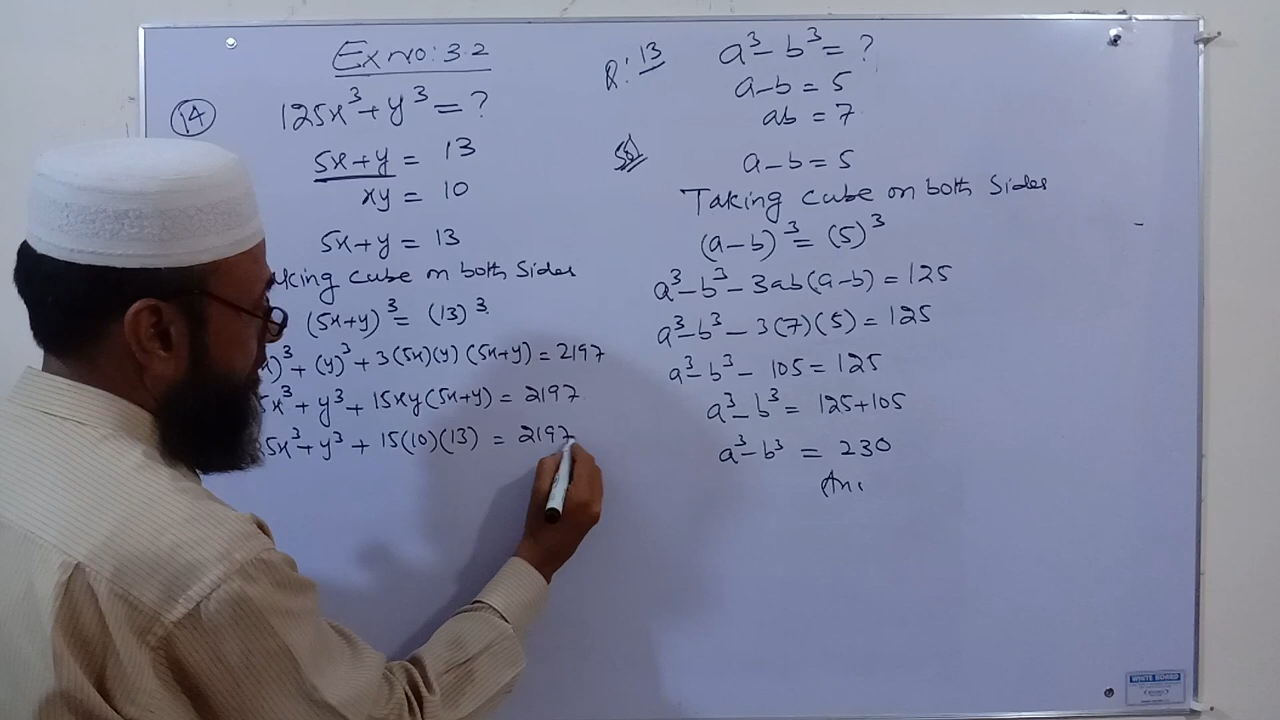 Ex no: 3.2
14
125x³ + y³ = ?
5x + y = 13
xy = 10
5x + y = 13
king cube on both sides
(5x+y)³ = (13)³
x)³ + (y)³ + 3(5x)(y)(5x+y) = 2197
5x³ + y³ + 15xy(5x+y) = 2197
5x³ + y³ + 15(10)(13) = 2197
Q: 13
a³ - b³ = ?
a - b = 5
ab = 7
a - b = 5
Taking cube on both sides
(a-b)³ = (5)³
a³ - b³ - 3ab(a-b) = 125
a³ - b³ - 3(7)(5) = 125
a³ - b³ - 105 = 125
a³ - b³ = 125+105
a³ - b³ = 230
Ans
WHITE BOARD